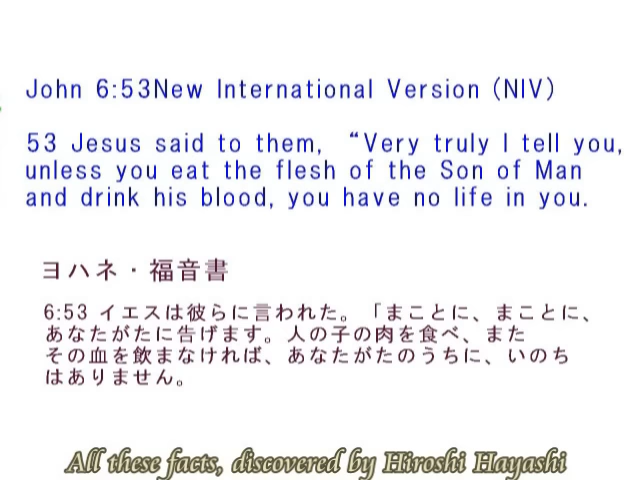 John 6:53New International Version (NIV)
53 Jesus said to them, “Very truly I tell you,
unless you eat the flesh of the Son of Man
and drink his blood, you have no life in you.
ヨハネ・福音書
6:53 イエスは彼らに言われた。「まことに、まことに、
あなたがたに告げます。人の子の肉を食べ、また
その血を飲まなければ、あなたがたのうちに、いのち
はありません。
All these facts, discovered by Hiroshi Hayashi